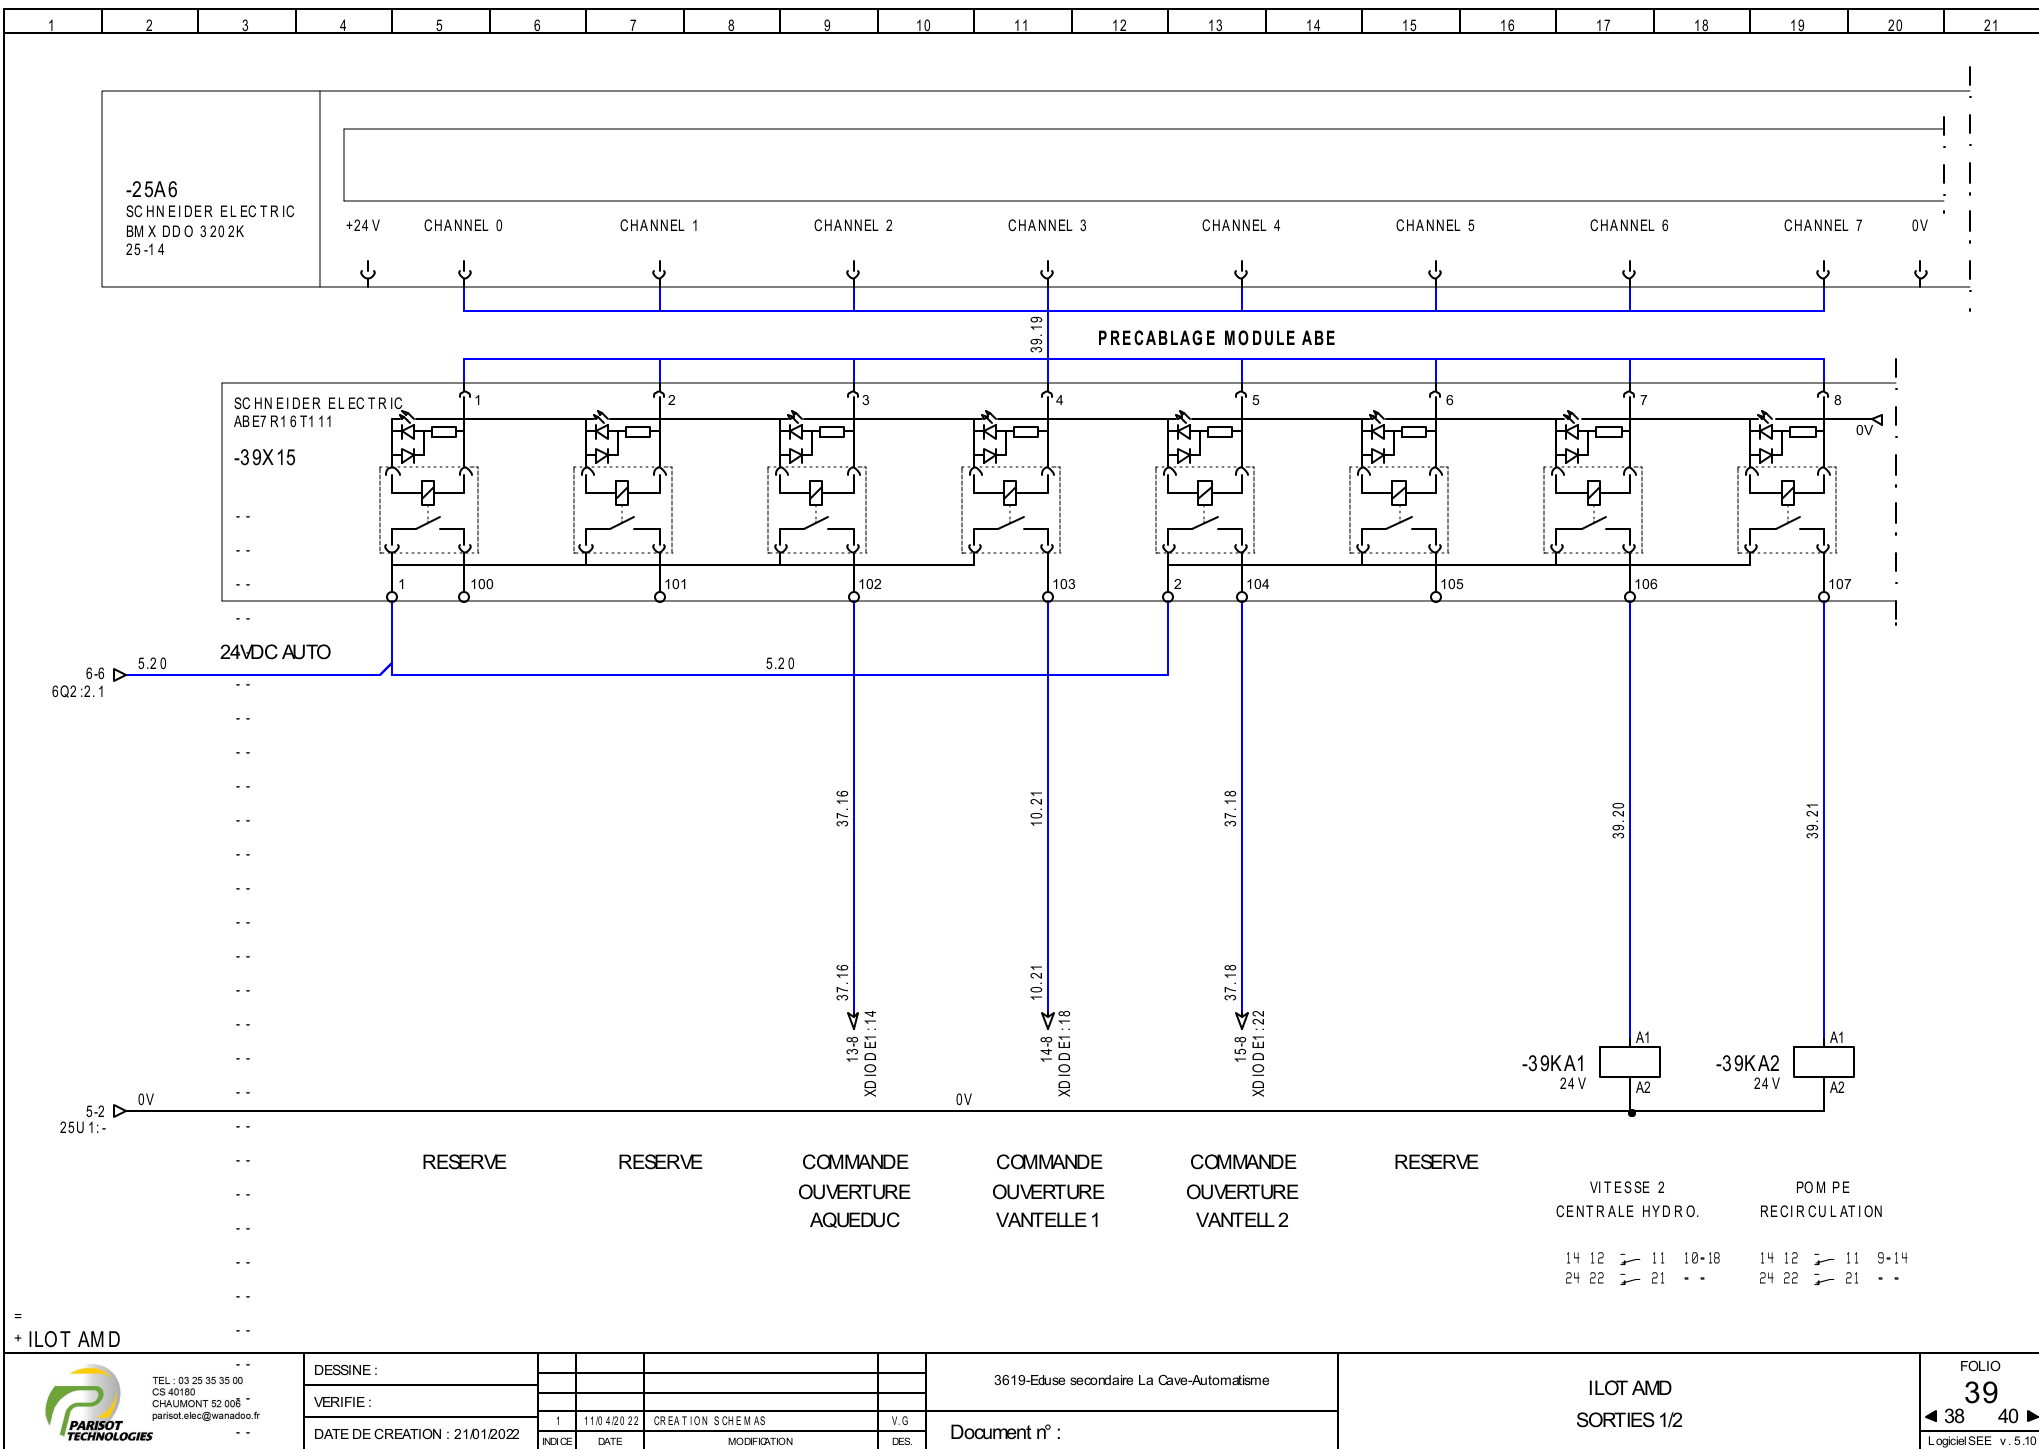 1 2 3 4 5 6 7 8 9 10 11 12 13 14 15 16 17 18 19 20 21
-25A6
SCHNEIDER ELECTRIC
BMX DDO 3202K
25-14
+24V CHANNEL 0 CHANNEL 1 CHANNEL 2 CHANNEL 3 CHANNEL 4 CHANNEL 5 CHANNEL 6 CHANNEL 7 0V
39.19
PRECABLAGE MODULE ABE
SCHNEIDER ELECTRIC
ABE7R16T111
-39X15
1 2 3 4 5 6 7 8
0V
1 100 101 102 103 2 104 105 106 107
24VDC AUTO
6-6 5.20 5.20
6Q2:2.1
37.16 10.21 37.18 39.20 39.21
37.16 10.21 37.18
13-8 XDIODE1:14
14-8 XDIODE1:18
15-8 XDIODE1:22
-39KA1 24V A1 A2
-39KA2 24V A1 A2
5-2 0V 0V
25U1:-
RESERVE
RESERVE
COMMANDE
OUVERTURE
AQUEDUC
COMMANDE
OUVERTURE
VANTELLE 1
COMMANDE
OUVERTURE
VANTELL 2
RESERVE
VITESSE 2
CENTRALE HYDRO.
POMPE
RECIRCULATION
14 12 11 10-18
24 22 21 - -
14 12 11 9-14
24 22 21 - -
=
+ ILOT AMD
PARISOT
TECHNOLOGIES
TEL : 03 25 35 35 00
CS 40180
CHAUMONT 52 006
parisot.elec@wanadoo.fr
DESSINE :
VERIFIE :
DATE DE CREATION : 21/01/2022
1 11/04/2022 CREATION SCHEMAS V.G
INDICE DATE MODIFICATION DES.
3619-Eduse secondaire La Cave-Automatisme
Document n° :
ILOT AMD
SORTIES 1/2
FOLIO
39
38 40
Logiciel SEE v.5.10